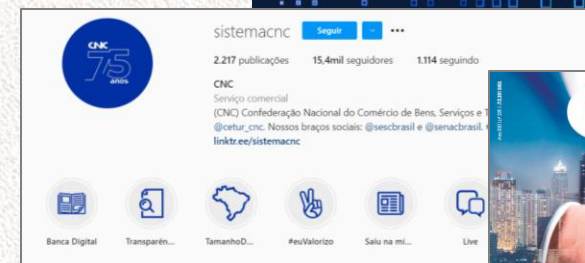 CNC
75
anos
sistemacnc Seguir
2.217 publicações 15,4mil seguidores 1.114 seguindo
CNC
Serviço comercial
(CNC) Confederação Nacional do Comércio de Bens, Serviços e T
@cetur_cnc. Nossos braços sociais: @sescbrasil e @senacbrasil.
linktr.ee/sistemacnc
Banca Digital Transparên... TamanhoD... #euValorizo Saiu na mi... Live